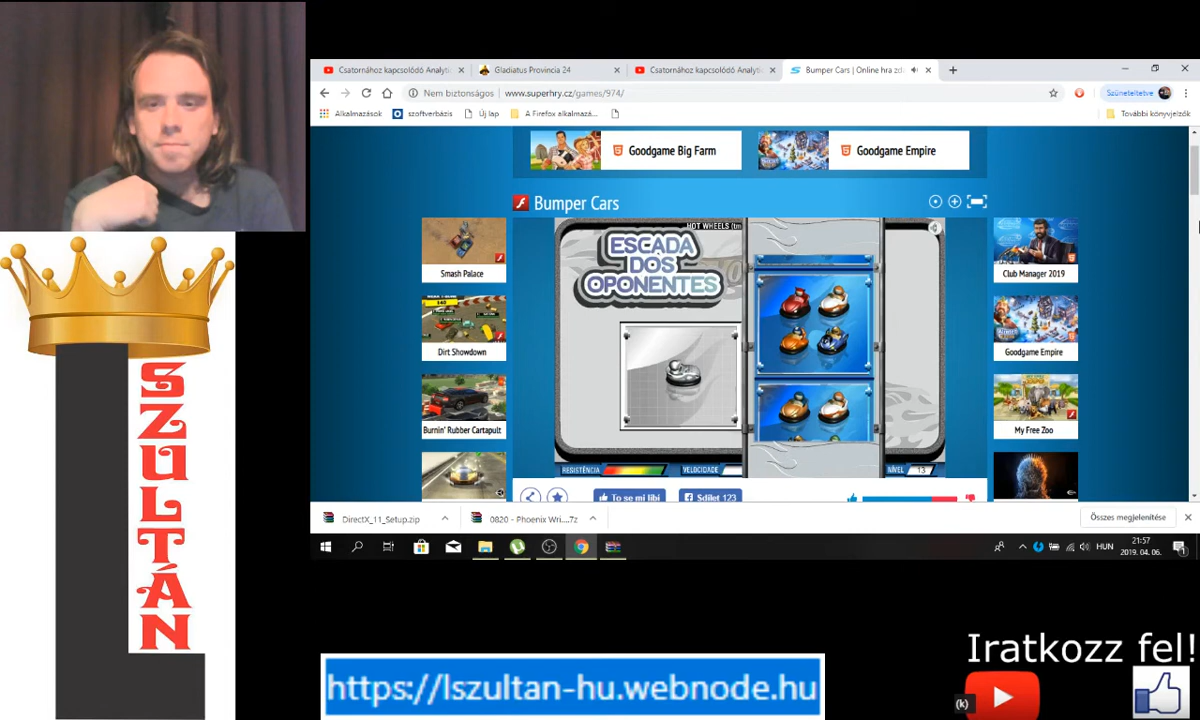 Csatornához kapcsolódó Analytic
Gladiatus Provincia 24
Csatornához kapcsolódó Analytic
Bumper Cars | Online hra zda
Nem biztonságos
www.superhry.cz/games/974/
Szüneteltetve
Alkalmazások
szoftverbázis
Új lap
A Firefox alkalmazá...
További könyvjelzők
Goodgame Big Farm
Goodgame Empire
Bumper Cars
Smash Palace
Dirt Showdown
Burnin' Rubber Cartapult
HOT WHEELS (tm
ESCADA
DOS
OPONENTES
RESISTÊNCIA
VELOCIDADE
NÍVEL 13
Club Manager 2019
Goodgame Empire
My Free Zoo
To se mi líbí
Sdílet 123
DirectX_11_Setup.zip
0820 - Phoenix Wri....7z
Összes megjelenítése
HUN
21:57
2019. 04. 06.
1
L
SZULTÁN
https://lszultan-hu.webnode.hu
Iratkozz fel!
(k)